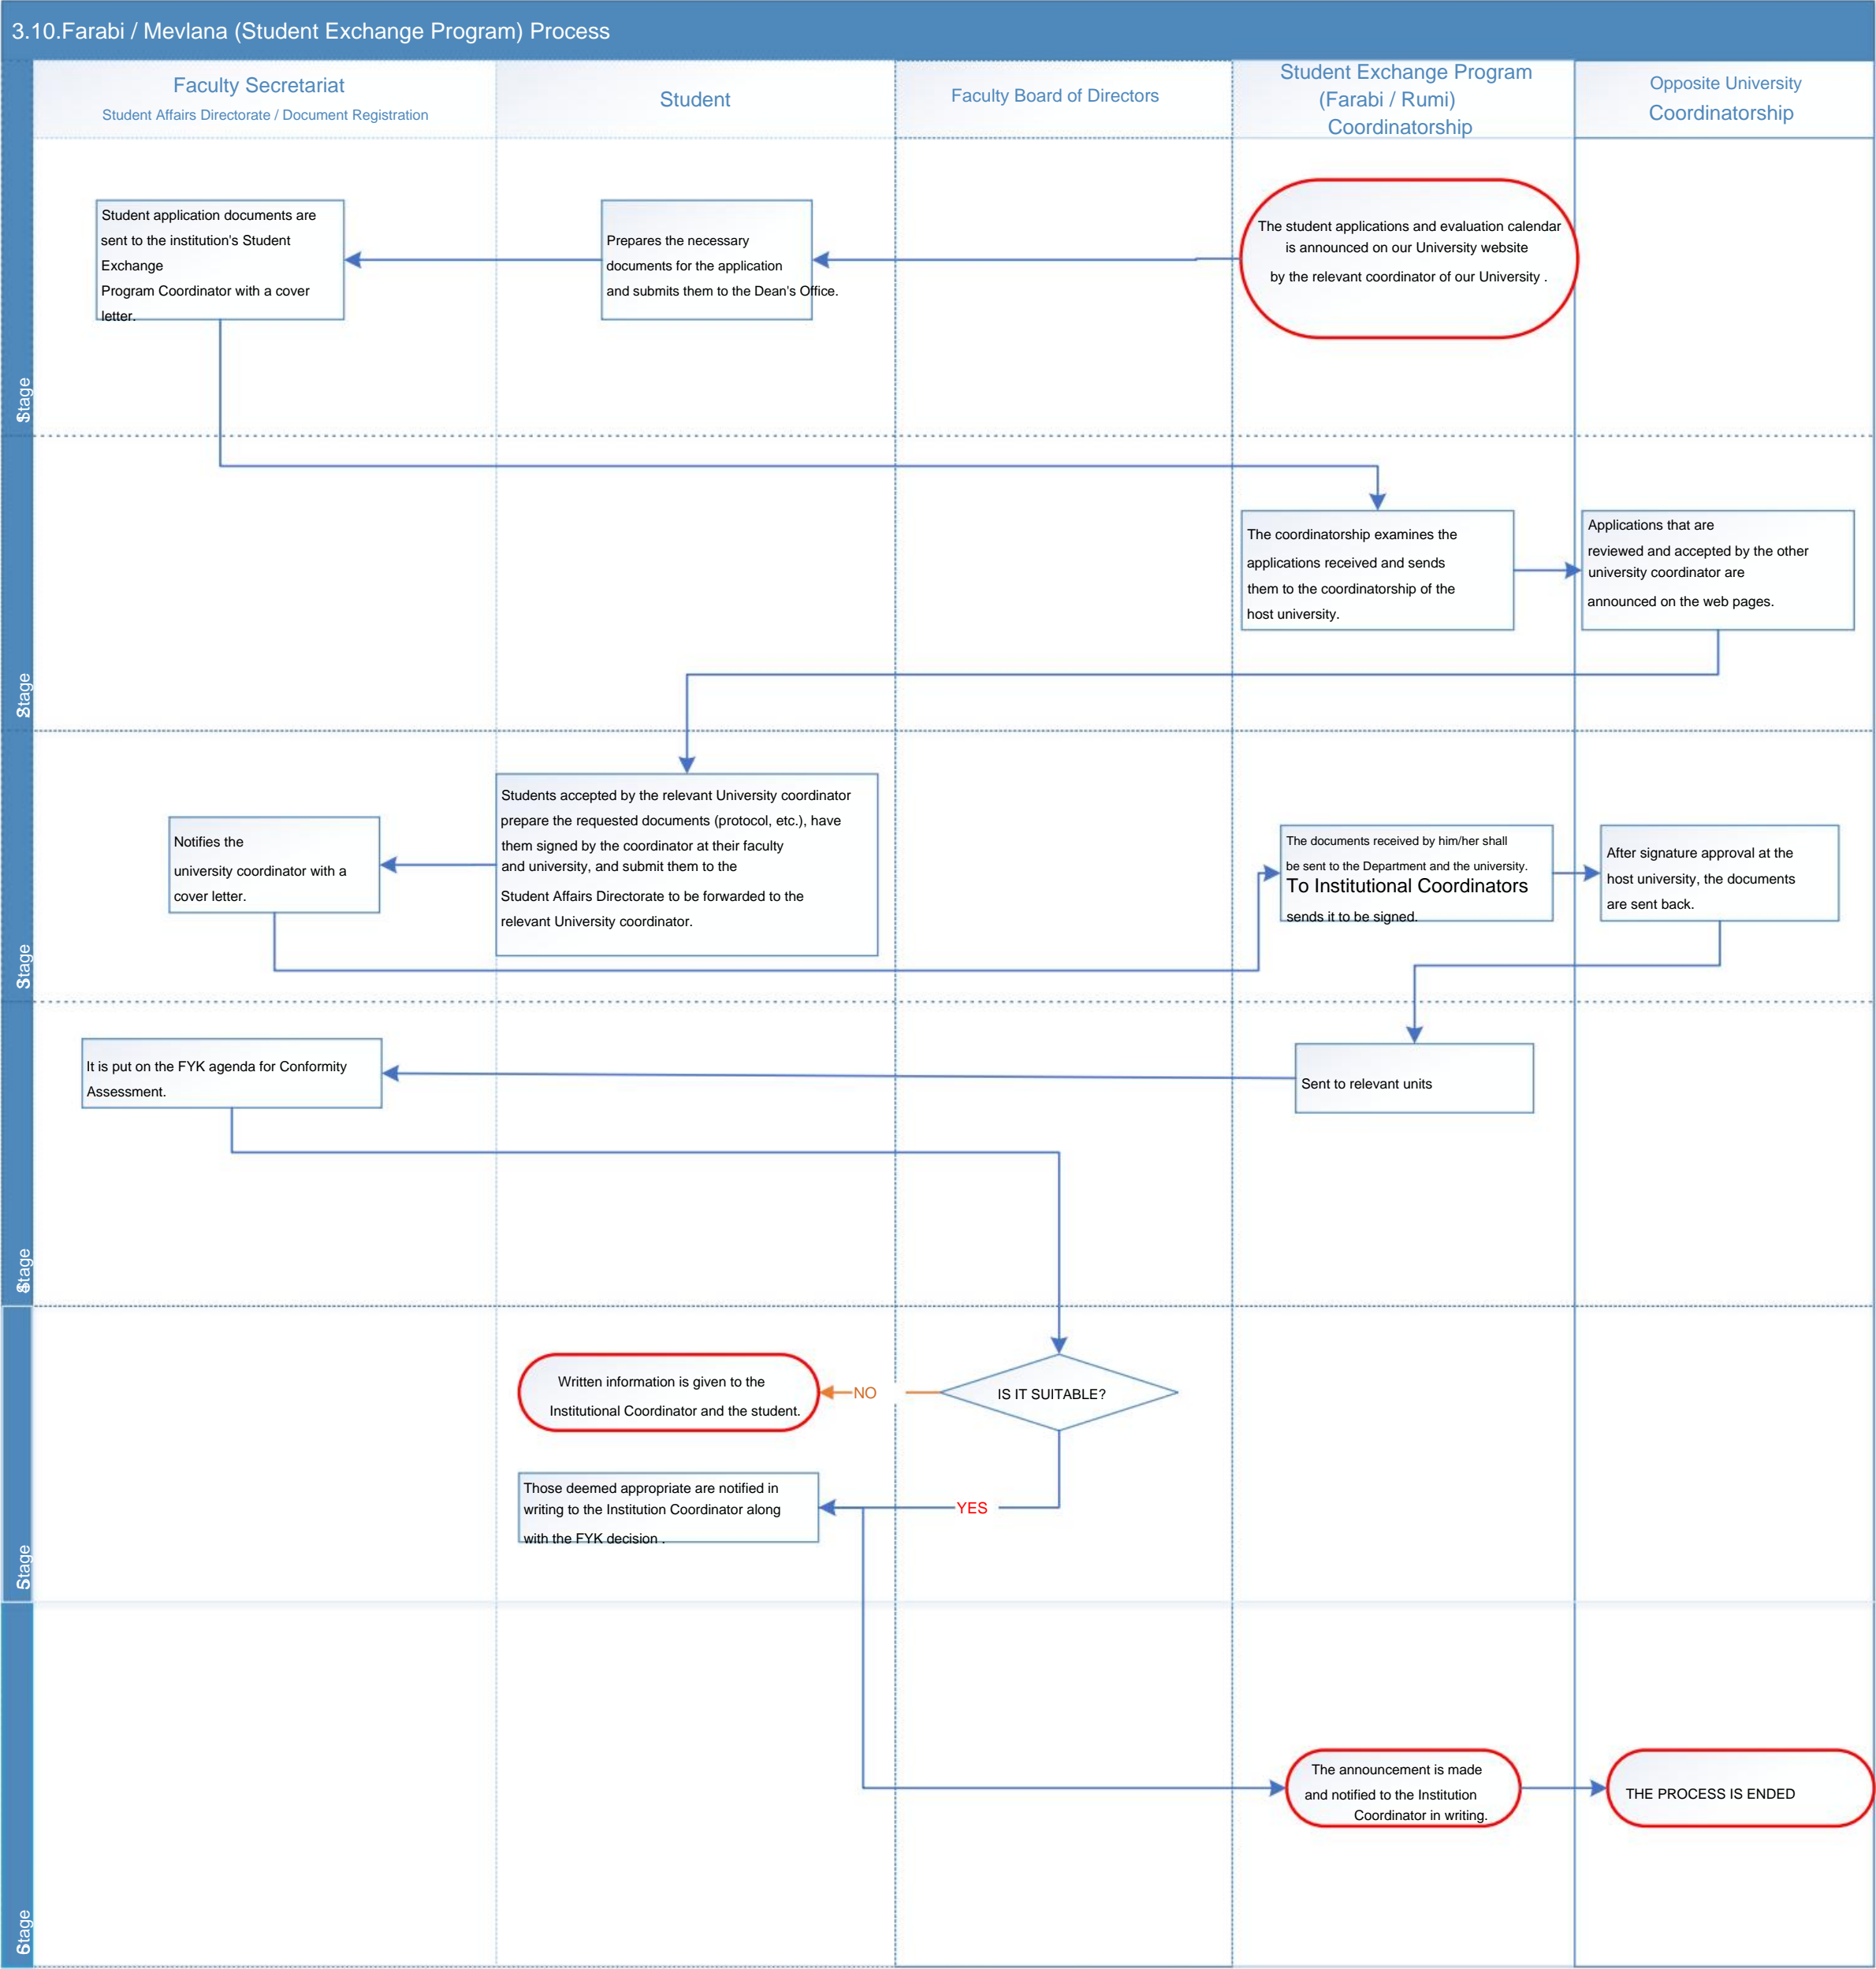 3.10.Farabi / Mevlana (Student Exchange Program) Process
Faculty Secretariat
Student Affairs Directorate / Document Registration
Student
Faculty Board of Directors
Student Exchange Program
(Farabi / Rumi)
Coordinatorship
Opposite University
Coordinatorship
Student application documents are
sent to the institution's Student
Exchange
Program Coordinator with a cover
letter.
Prepares the necessary
documents for the application
and submits them to the Dean's Office.
The student applications and evaluation calendar
is announced on our University website
by the relevant coordinator of our University .
Stage
The coordinatorship examines the
applications received and sends
them to the coordinatorship of the
host university.
Applications that are
reviewed and accepted by the other
university coordinator are
announced on the web pages.
Stage
Students accepted by the relevant University coordinator
prepare the requested documents (protocol, etc.), have
them signed by the coordinator at their faculty
and university, and submit them to the
Student Affairs Directorate to be forwarded to the
relevant University coordinator.
Notifies the
university coordinator with a
cover letter.
The documents received by him/her shall
be sent to the Department and the university.
To Institutional Coordinators
sends it to be signed.
After signature approval at the
host university, the documents
are sent back.
Stage
It is put on the FYK agenda for Conformity
Assessment.
Sent to relevant units
Stage
Written information is given to the
Institutional Coordinator and the student.
NO
IS IT SUITABLE?
Those deemed appropriate are notified in
writing to the Institution Coordinator along
with the FYK decision .
YES
Stage
The announcement is made
and notified to the Institution
Coordinator in writing.
THE PROCESS IS ENDED
Stage